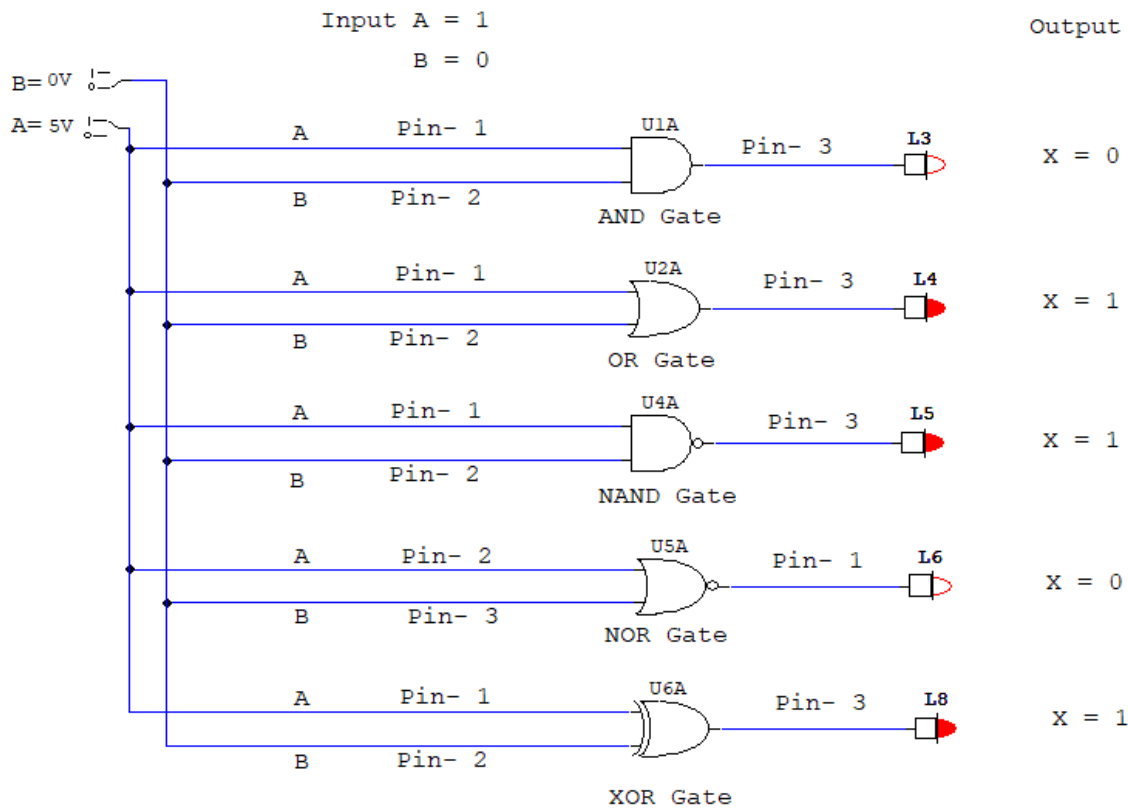 Input A = 1
Output
B = 0
B= 0V
A= 5V
U1A
A
Pin- 1
Pin- 3
L3
X = 0
B
Pin- 2
AND Gate
U2A
A
Pin- 1
Pin- 3
L4
X = 1
B
Pin- 2
OR Gate
U4A
A
Pin- 1
Pin- 3
L5
X = 1
B
Pin- 2
NAND Gate
U5A
A
Pin- 2
Pin- 1
L6
X = 0
B
Pin- 3
NOR Gate
U6A
A
Pin- 1
Pin- 3
L8
X = 1
B
Pin- 2
XOR Gate